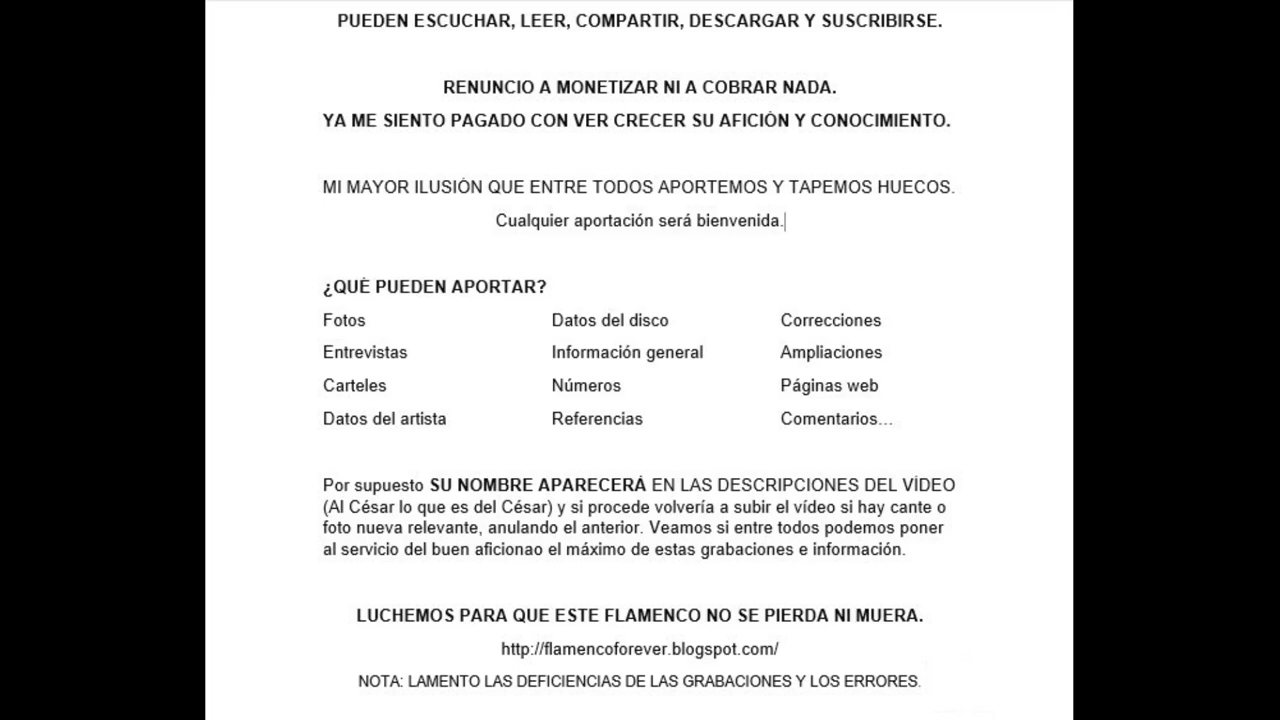 PUEDEN ESCUCHAR, LEER, COMPARTIR, DESCARGAR Y SUSCRIBIRSE.
RENUNCIO A MONETIZAR NI A COBRAR NADA.
YA ME SIENTO PAGADO CON VER CRECER SU AFICIÓN Y CONOCIMIENTO.
MI MAYOR ILUSIÓN QUE ENTRE TODOS APORTEMOS Y TAPEMOS HUECOS.
Cualquier aportación será bienvenida.
¿QUÉ PUEDEN APORTAR?
Fotos Datos del disco Correcciones
Entrevistas Información general Ampliaciones
Carteles Números Páginas web
Datos del artista Referencias Comentarios...
Por supuesto SU NOMBRE APARECERÁ EN LAS DESCRIPCIONES DEL VÍDEO
(Al César lo que es del César) y si procede volvería a subir el vídeo si hay cante o
foto nueva relevante, anulando el anterior. Veamos si entre todos podemos poner
al servicio del buen aficionao el máximo de estas grabaciones e información.
LUCHEMOS PARA QUE ESTE FLAMENCO NO SE PIERDA NI MUERA.
http://flamencoforever.blogspot.com/
NOTA: LAMENTO LAS DEFICIENCIAS DE LAS GRABACIONES Y LOS ERRORES.